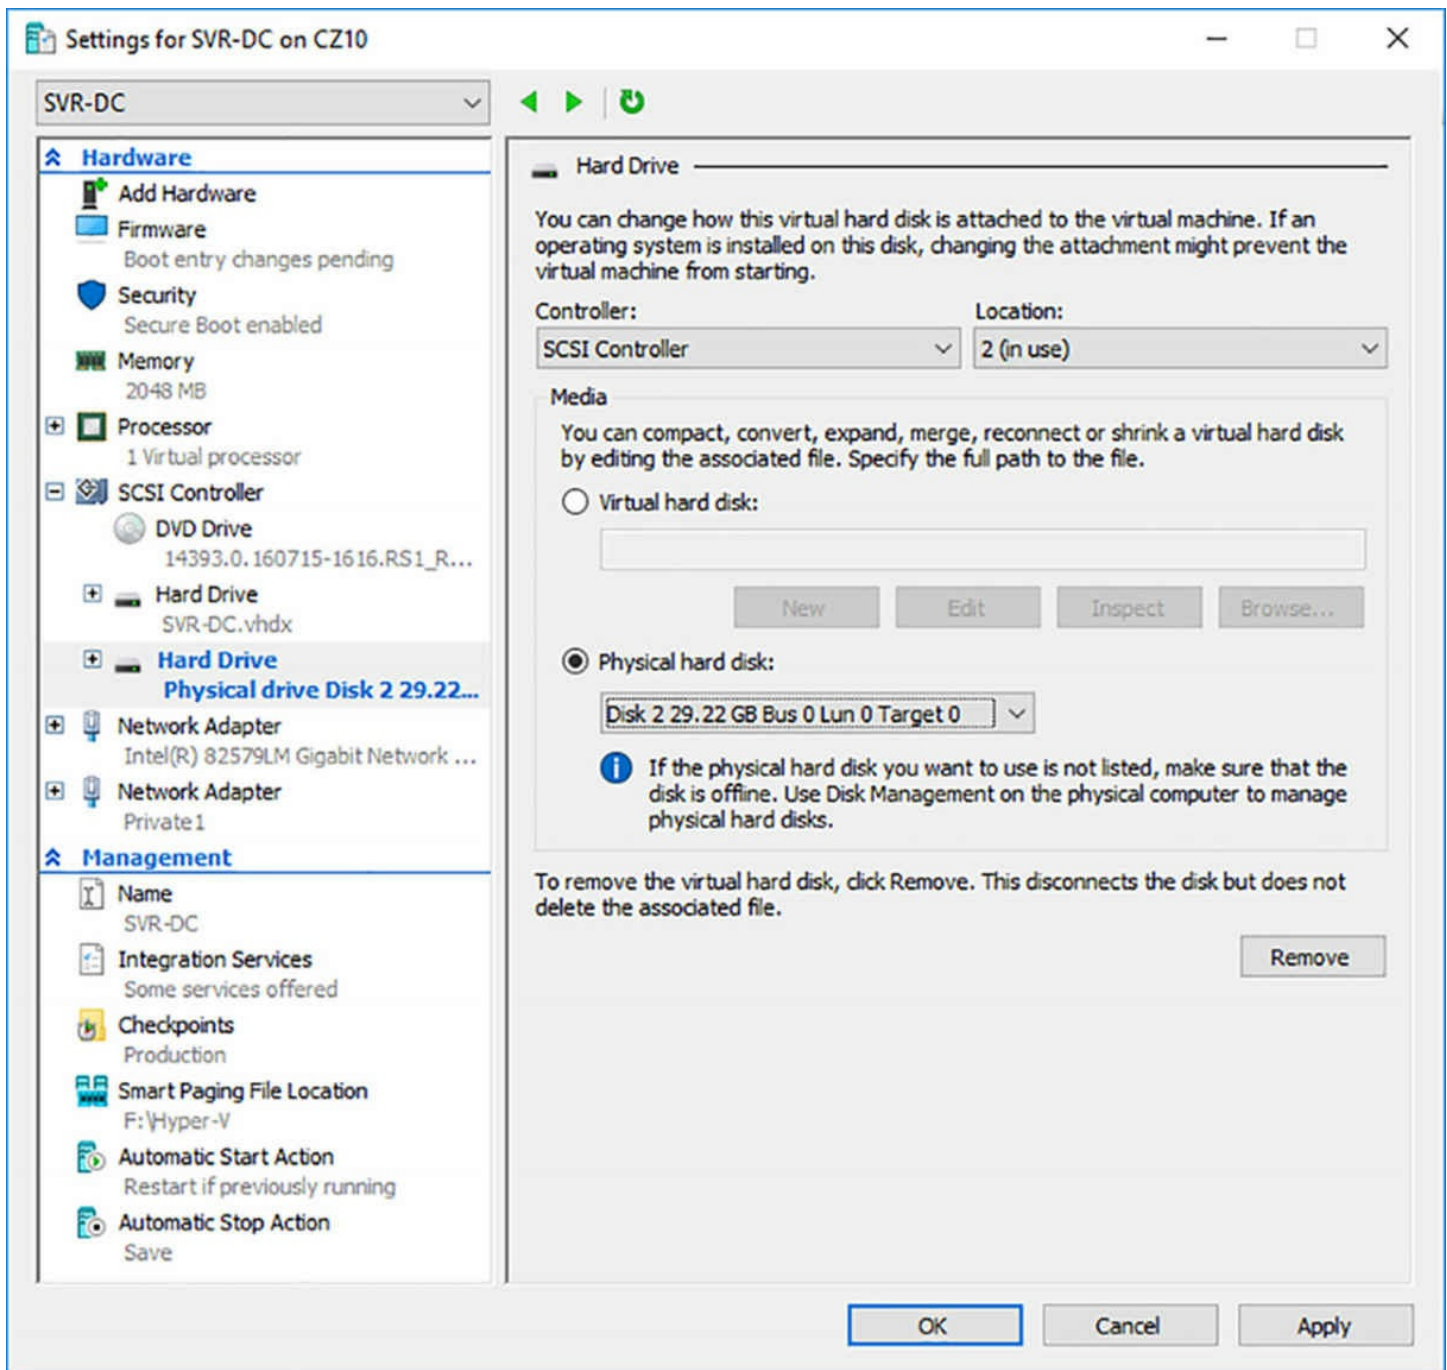 Settings for SVR-DC on CZ10
SVR-DC
Hardware
Add Hardware
Firmware
Boot entry changes pending
Security
Secure Boot enabled
Memory
2048 MB
Processor
1 Virtual processor
SCSI Controller
DVD Drive
14393.0.160715-1616.RS1_R...
Hard Drive
SVR-DC.vhdx
Hard Drive
Physical drive Disk 2 29.22...
Network Adapter
Intel(R) 82579LM Gigabit Network ...
Network Adapter
Private1
Management
Name
SVR-DC
Integration Services
Some services offered
Checkpoints
Production
Smart Paging File Location
F:\Hyper-V
Automatic Start Action
Restart if previously running
Automatic Stop Action
Save
Hard Drive
You can change how this virtual hard disk is attached to the virtual machine. If an
operating system is installed on this disk, changing the attachment might prevent the
virtual machine from starting.
Controller: Location:
SCSI Controller 2 (in use)
Media
You can compact, convert, expand, merge, reconnect or shrink a virtual hard disk
by editing the associated file. Specify the full path to the file.
Virtual hard disk:
New Edit Inspect Browse...
Physical hard disk:
Disk 2 29.22 GB Bus 0 Lun 0 Target 0
If the physical hard disk you want to use is not listed, make sure that the
disk is offline. Use Disk Management on the physical computer to manage
physical hard disks.
To remove the virtual hard disk, click Remove. This disconnects the disk but does not
delete the associated file.
Remove
OK Cancel Apply